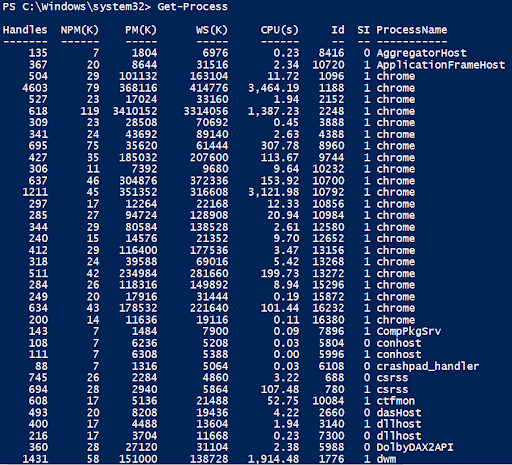 PS C:\Windows\system32> Get-Process
Handles NPM(K) PM(K) WS(K) CPU(s) Id SI ProcessName
------- ------ ----- ----- ------ -- -- -----------
135 7 1804 6976 0.23 8416 0 AggregatorHost
367 20 8644 31516 2.34 10720 1 ApplicationFrameHost
504 29 101132 163104 11.72 1096 1 chrome
4603 79 368116 414776 3,464.19 1188 1 chrome
527 23 17024 33160 1.94 2152 1 chrome
618 119 3410152 3314056 1,387.23 2248 1 chrome
309 23 28508 70692 0.45 3888 1 chrome
341 24 43692 89140 2.63 4388 1 chrome
695 75 35620 61444 307.78 8960 1 chrome
427 35 185032 207600 113.67 9744 1 chrome
306 11 7392 9680 9.64 10232 1 chrome
637 46 304876 372336 153.92 10700 1 chrome
1211 45 351352 316608 3,121.98 10792 1 chrome
297 17 12264 22168 12.33 10856 1 chrome
285 27 94724 128908 20.94 10984 1 chrome
344 29 80584 138528 2.61 12580 1 chrome
240 15 14576 21352 9.70 12652 1 chrome
412 29 116400 177536 3.47 13156 1 chrome
318 24 39588 69016 5.42 13268 1 chrome
511 42 234984 281660 199.73 13272 1 chrome
284 26 118316 149892 8.94 15296 1 chrome
249 20 17916 31444 0.19 15872 1 chrome
634 43 178532 221640 101.44 16232 1 chrome
200 14 11636 19116 0.11 16380 1 chrome
143 7 1484 7900 0.09 7896 1 CompPkgSrv
108 7 6236 5208 0.03 5804 0 conhost
111 7 6308 5388 0.00 5996 1 conhost
88 7 1316 5064 0.03 6108 0 crashpad_handler
745 26 2284 4860 3.22 688 0 csrss
694 28 2940 5864 107.48 780 1 csrss
608 17 5136 21488 52.75 10084 1 ctfmon
493 20 8208 19436 4.22 2660 0 dasHost
400 17 4488 13604 1.94 3140 1 dllhost
216 17 3704 11668 0.23 7300 0 dllhost
360 28 27120 31104 2.38 5988 0 DolbyDAX2API
1431 58 151000 138728 1,914.48 1776 1 dwm